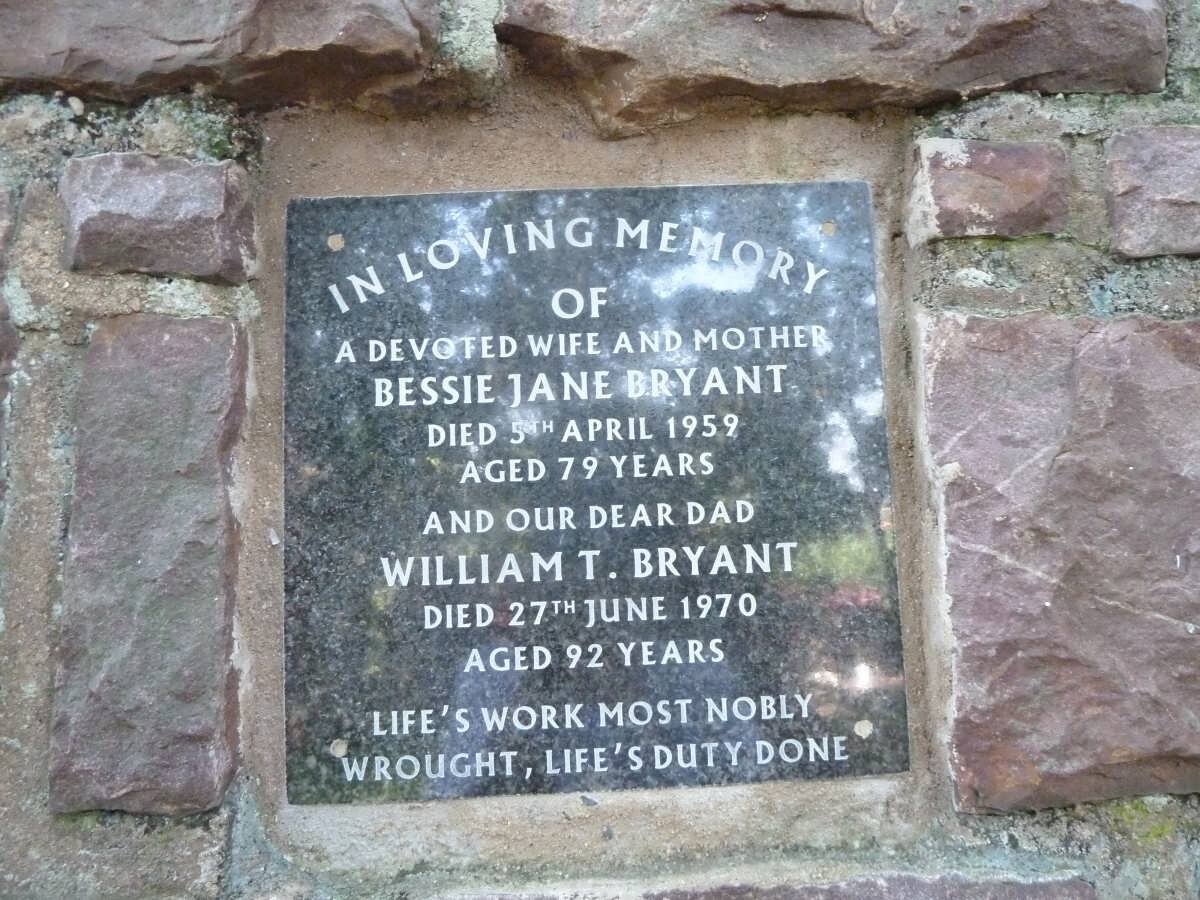 IN LOVING MEMORY
OF
A DEVOTED WIFE AND MOTHER
BESSIE JANE BRYANT
DIED 5TH APRIL 1959
AGED 79 YEARS
AND OUR DEAR DAD
WILLIAM T. BRYANT
DIED 27TH JUNE 1970
AGED 92 YEARS
LIFE'S WORK MOST NOBLY
WROUGHT, LIFE'S DUTY DONE